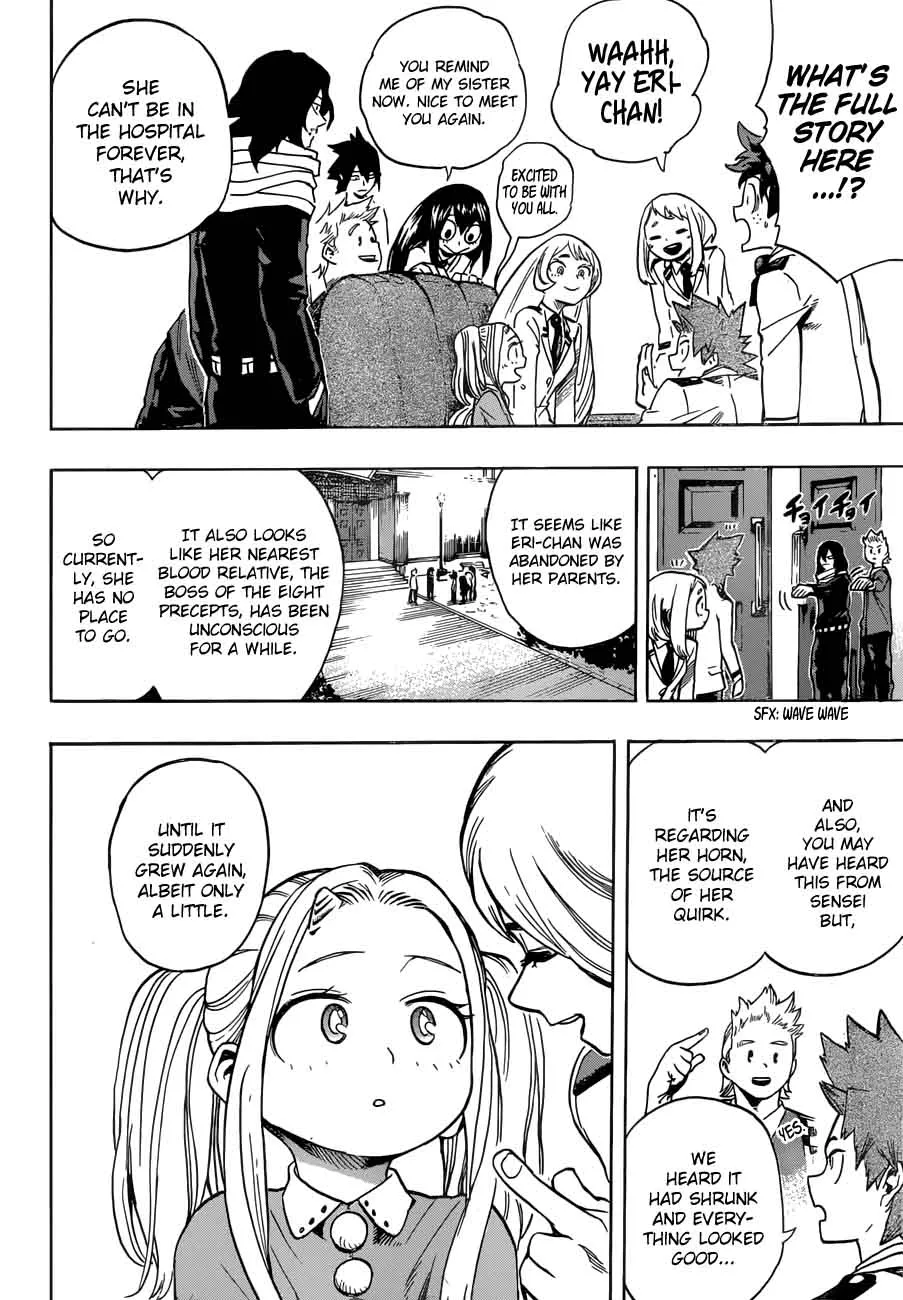 WHAT'S
THE FULL
STORY
HERE
...!?
WAAHH,
YAY ERI-
CHAN!
EXCITED
TO BE WITH
YOU ALL.
YOU REMIND
ME OF MY SISTER
NOW. NICE TO MEET
YOU AGAIN.
SHE
CAN'T BE IN
THE HOSPITAL
FOREVER,
THAT'S
WHY.
チョイチョイ
SFX: WAVE WAVE
IT SEEMS LIKE
ERI-CHAN WAS
ABANDONED BY
HER PARENTS.
IT ALSO LOOKS
LIKE HER NEAREST
BLOOD RELATIVE, THE
BOSS OF THE EIGHT
PRECEPTS, HAS BEEN
UNCONSCIOUS
FOR A WHILE.
SO
CURRENT-
LY, SHE
HAS NO
PLACE
TO GO.
AND
ALSO,
YOU MAY
HAVE HEARD
THIS FROM
SENSEI
BUT,
IT'S
REGARDING
HER HORN,
THE SOURCE
OF HER
QUIRK.
YES.
WE
HEARD IT
HAD SHRUNK
AND EVERY-
THING LOOKED
GOOD...
UNTIL IT
SUDDENLY
GREW AGAIN,
ALBEIT ONLY
A LITTLE.